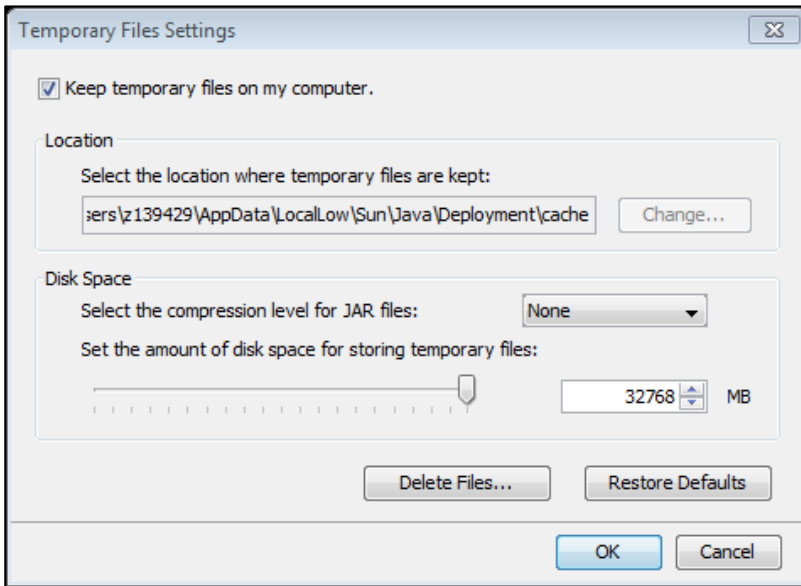 Temporary Files Settings
Keep temporary files on my computer.
Location
Select the location where temporary files are kept:
sers\z139429\AppData\LocalLow\Sun\Java\Deployment\cache
Change...
Disk Space
Select the compression level for JAR files:
None
Set the amount of disk space for storing temporary files:
32768
MB
Delete Files...
Restore Defaults
OK
Cancel